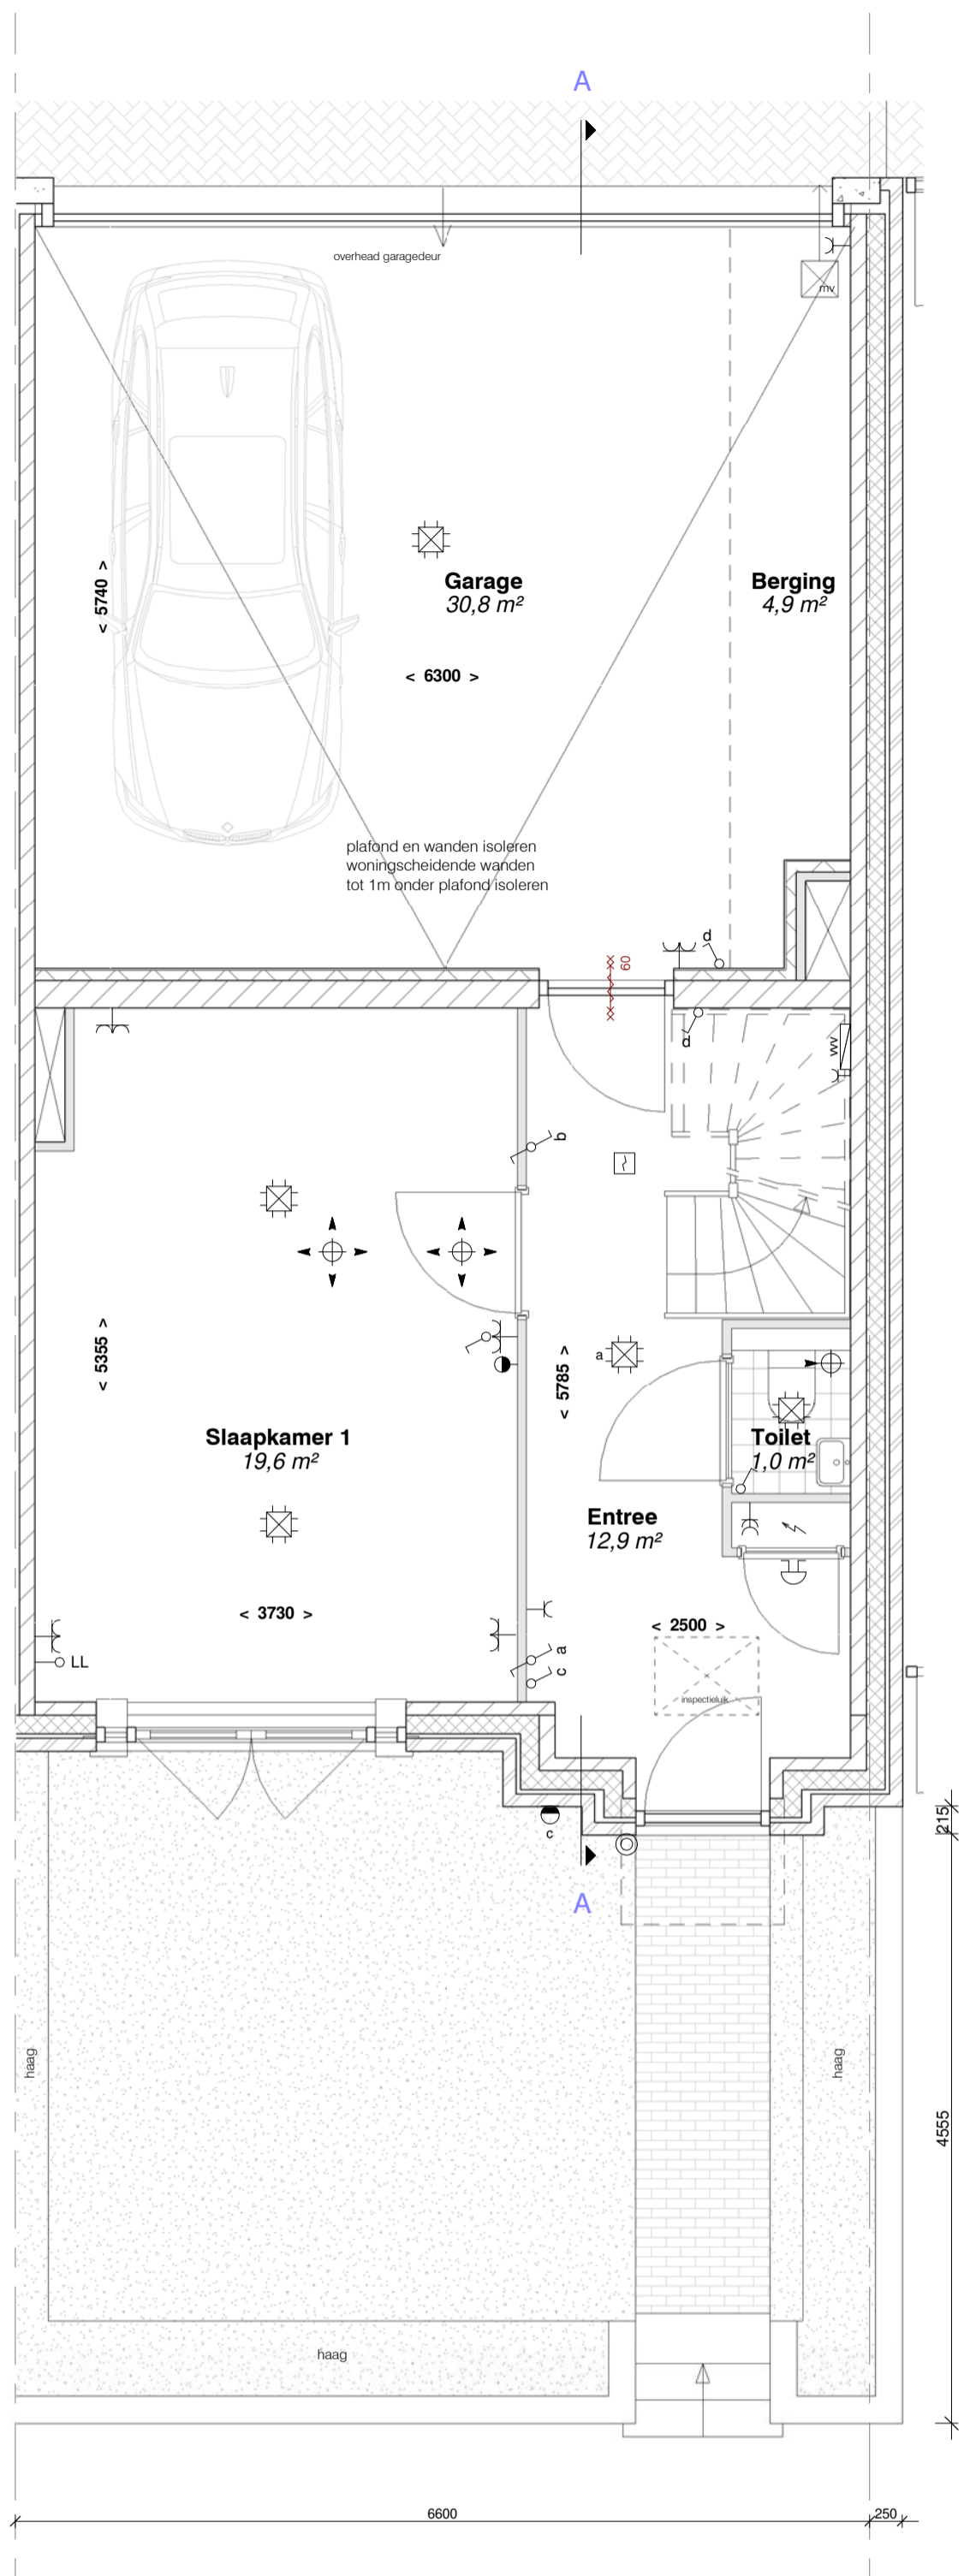 A
overhead garagedeur
mv
Garage
30,8 m²
Berging
4,9 m²
< 5740 >
< 6300 >
plafond en wanden isoleren
woningscheidende wanden
tot 1m onder plafond isoleren
d
60
d
wv
b
< 5355 >
< 5785 >
a
Slaapkamer 1
19,6 m²
Toilet
1,0 m²
Entree
12,9 m²
< 3730 >
< 2500 >
a
c
LL
inspectieluik
215
c
A
haag
haag
4555
haag
6600
250